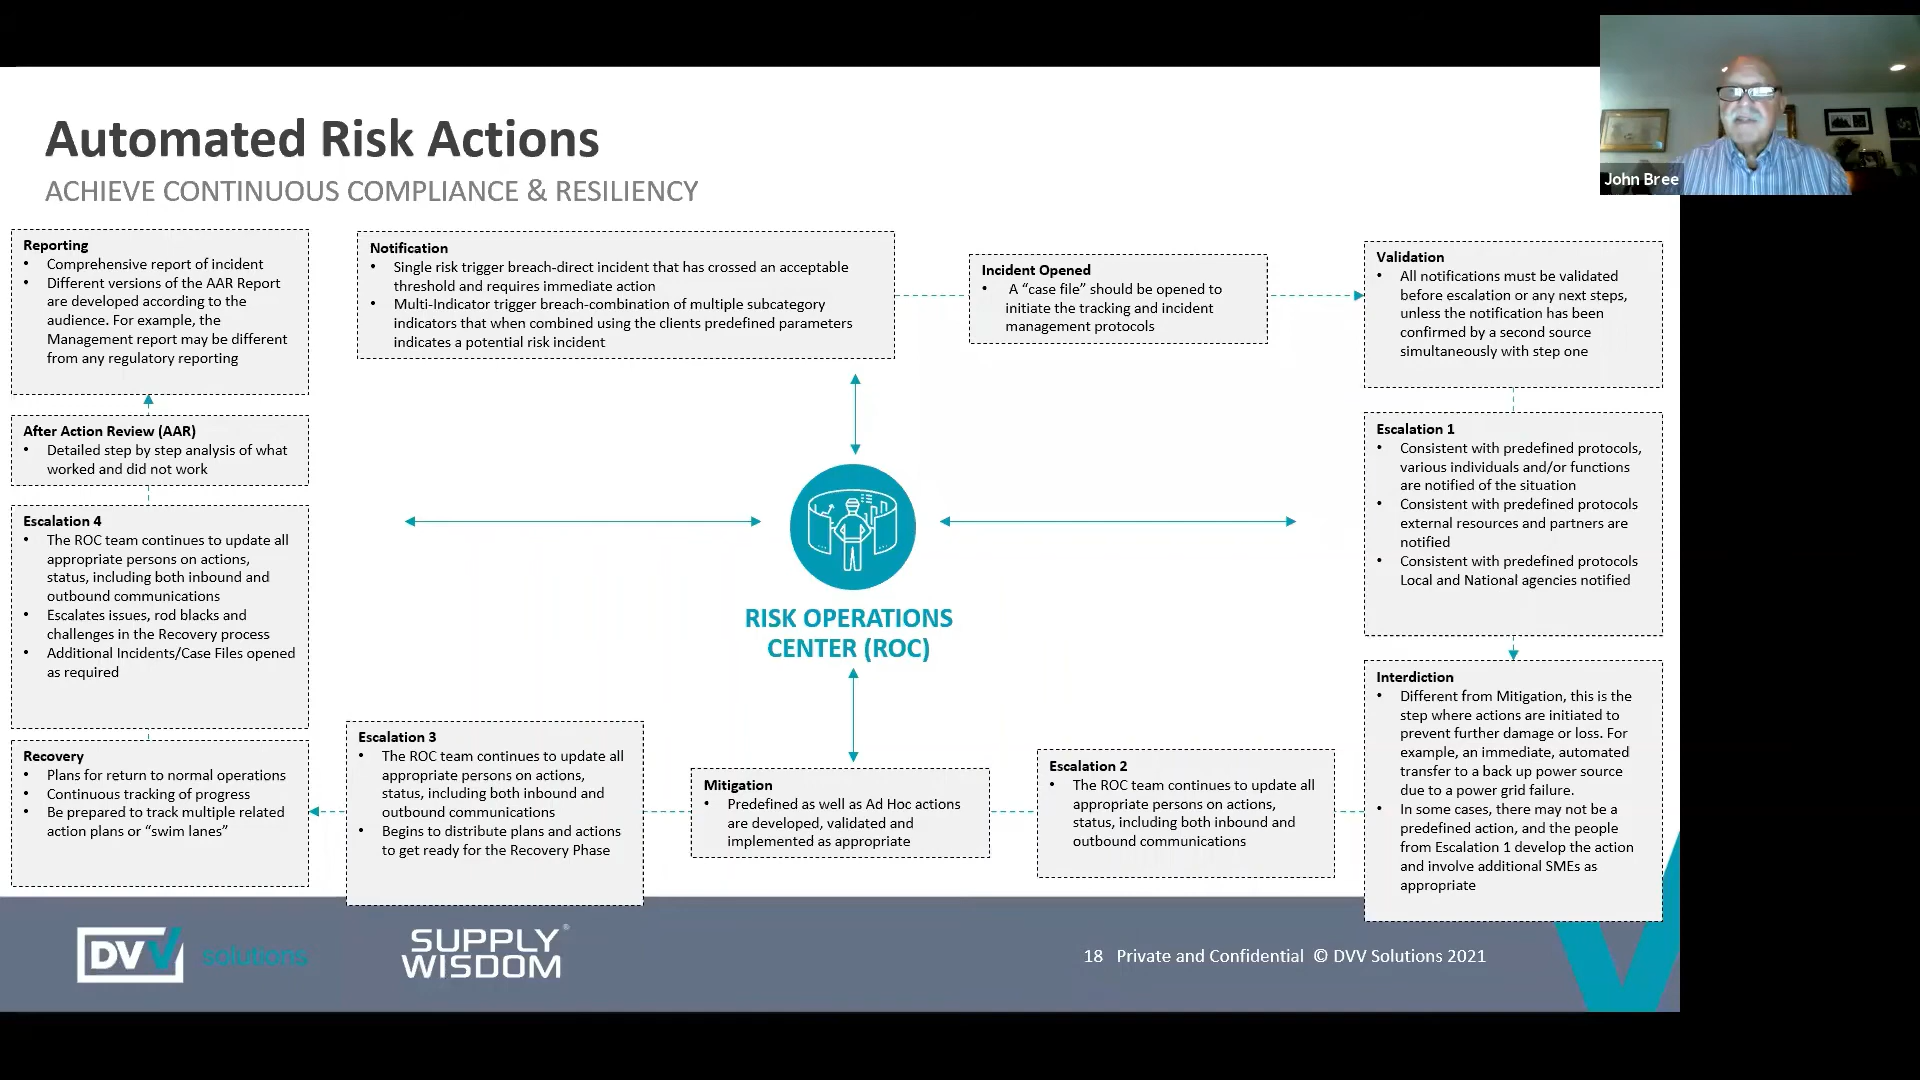 Automated Risk Actions
ACHIEVE CONTINUOUS COMPLIANCE & RESILIENCY
John Bree
Reporting
• Comprehensive report of incident
• Different versions of the AAR Report
are developed according to the
audience. For example, the
Management report may be different
from any regulatory reporting
Notification
• Single risk trigger breach-direct incident that has crossed an acceptable
threshold and requires immediate action
• Multi-Indicator trigger breach-combination of multiple subcategory
indicators that when combined using the clients predefined parameters
indicates a potential risk incident
Incident Opened
• A “case file” should be opened to
initiate the tracking and incident
management protocols
Validation
• All notifications must be validated
before escalation or any next steps,
unless the notification has been
confirmed by a second source
simultaneously with step one
After Action Review (AAR)
• Detailed step by step analysis of what
worked and did not work
Escalation 1
• Consistent with predefined protocols,
various individuals and/or functions
are notified of the situation
• Consistent with predefined protocols
external resources and partners are
notified
• Consistent with predefined protocols
Local and National agencies notified
Escalation 4
• The ROC team continues to update all
appropriate persons on actions,
status, including both inbound and
outbound communications
• Escalates issues, rod blacks and
challenges in the Recovery process
• Additional Incidents/Case Files opened
as required
RISK OPERATIONS
CENTER (ROC)
Interdiction
• Different from Mitigation, this is the
step where actions are initiated to
prevent further damage or loss. For
example, an immediate, automated
transfer to a back up power source
due to a power grid failure.
• In some cases, there may not be a
predefined action, and the people
from Escalation 1 develop the action
and involve additional SMEs as
appropriate
Recovery
• Plans for return to normal operations
• Continuous tracking of progress
• Be prepared to track multiple related
action plans or “swim lanes”
Escalation 3
• The ROC team continues to update all
appropriate persons on actions,
status, including both inbound and
outbound communications
• Begins to distribute plans and actions
to get ready for the Recovery Phase
Mitigation
• Predefined as well as Ad Hoc actions
are developed, validated and
implemented as appropriate
Escalation 2
• The ROC team continues to update all
appropriate persons on actions,
status, including both inbound and
outbound communications
DVV solutions
SUPPLY
WISDOM®
18 Private and Confidential © DVV Solutions 2021